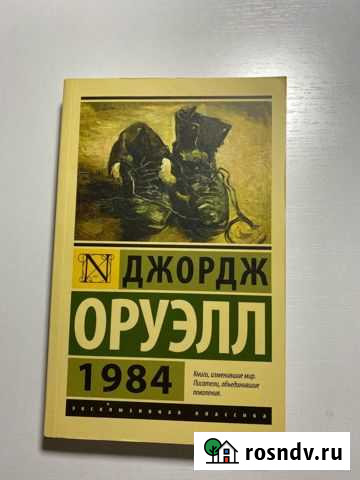 N ДЖОРДЖ
ОРУЭЛЛ
1984
Книги, изменившие мир.
Писатели, объединившие
поколения.
ЭКСКЛЮЗИВНАЯ КЛАССИКА
rosndv.ru